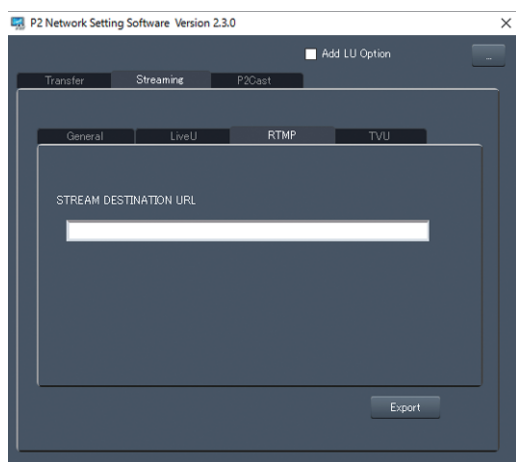 P2 Network Setting Software Version 2.3.0
Add LU Option
...
Transfer Streaming P2Cast
General LiveU RTMP TVU
STREAM DESTINATION URL
Export